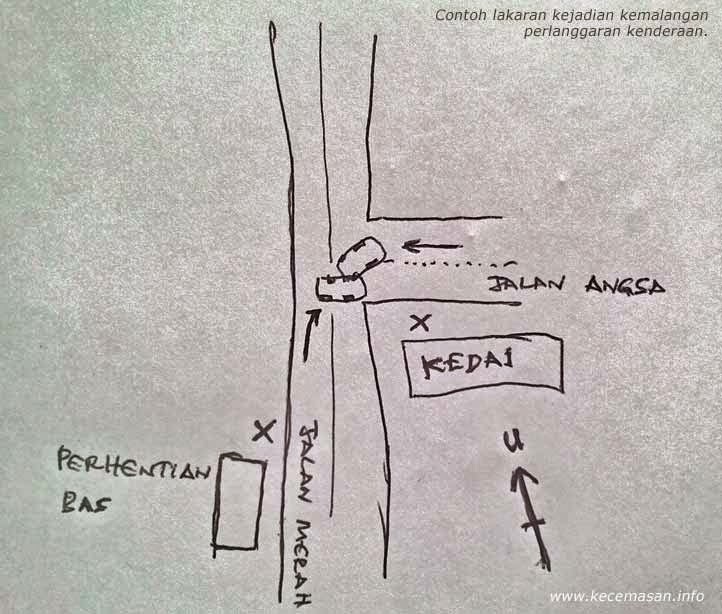 Contoh lakaran kejadian kemalangan
perlanggaran kenderaan.
JALAN ANGSA
X
KEDAI
X
JALAN MERAH
PERHENTIAN
BAS
U
www.kecemasan.info